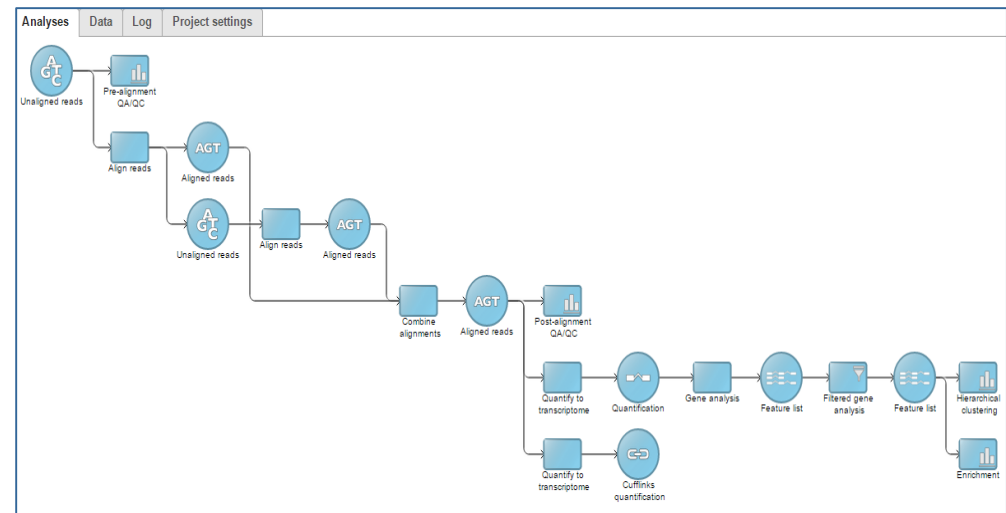 Analyses Data Log Project settings
A
G T
C
Unaligned reads
Pre-alignment
QA/QC
Align reads
AGT
Aligned reads
A
G T
C
Unaligned reads
Align reads
AGT
Aligned reads
Combine
alignments
AGT
Aligned reads
Post-alignment
QA/QC
Quantify to
transcriptome
Quantification
Gene analysis
Feature list
Filtered gene
analysis
Feature list
Hierarchical
clustering
Quantify to
transcriptome
Cufflinks
quantification
Enrichment